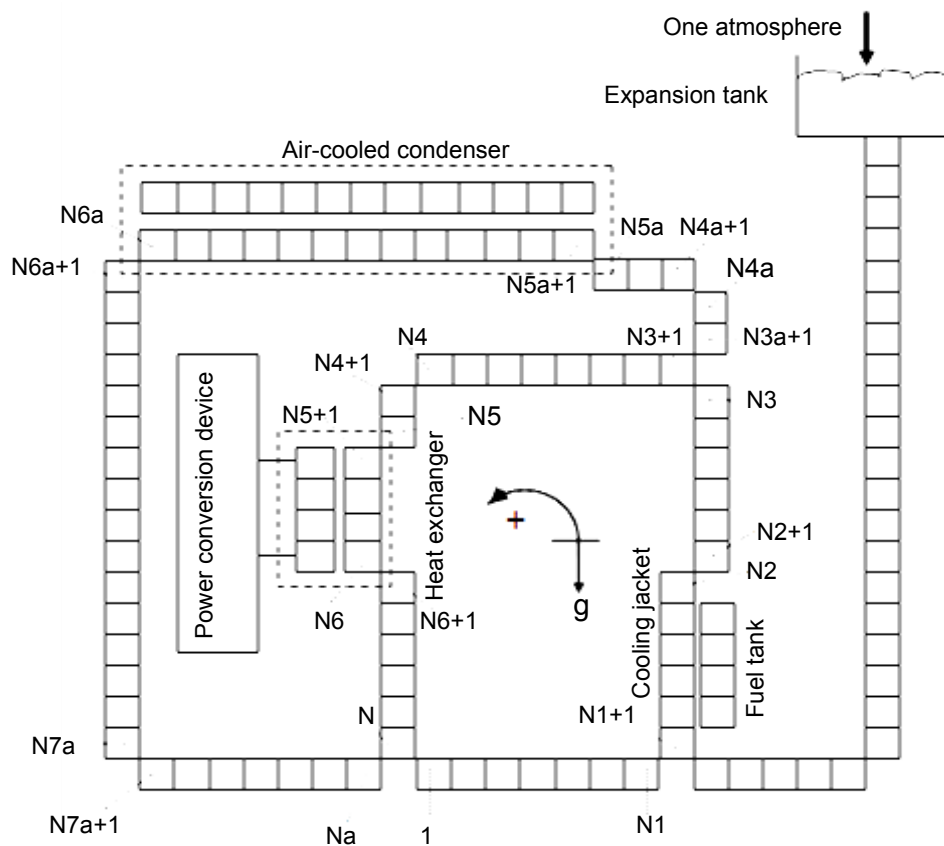 One atmosphere
Expansion tank
Air-cooled condenser
N6a
N5a
N4a+1
N6a+1
N5a+1
N4a
N4
N3+1
N3a+1
N4+1
N3
N5+1
N5
Power conversion device
Heat exchanger
+
N2+1
N2
g
Cooling jacket
Fuel tank
N6
N6+1
N
N1+1
N7a
N7a+1
Na
1
N1